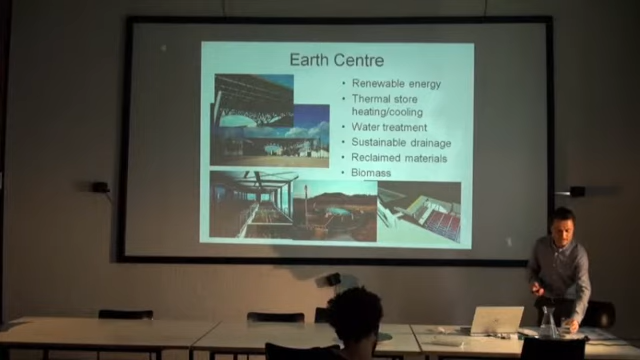 Earth Centre
• Renewable energy
• Thermal store
heating/cooling
• Water treatment
• Sustainable drainage
• Reclaimed materials
• Biomass